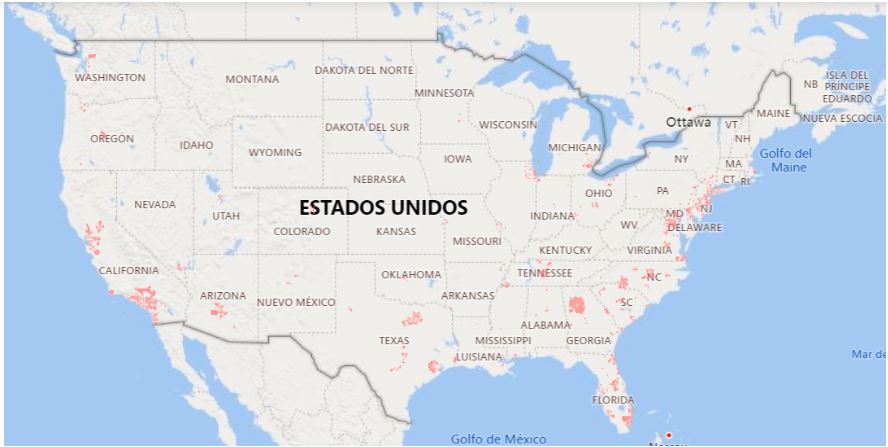 WASHINGTON
MONTANA
DAKOTA DEL NORTE
MINNESOTA
NB
ISLA DEL
PRÍNCIPE
EDUARDO
MAINE
NUEVA ESCOCIA
Ottawa
VT
NH
OREGÓN
IDAHO
DAKOTA DEL SUR
WISCONSIN
MICHIGAN
WYOMING
IOWA
NY
MA
Golfo del
Maine
CT
RI
NEBRASKA
OHIO
PA
NEVADA
UTAH
ESTADOS UNIDOS
INDIANA
NJ
MD
DELAWARE
COLORADO
KANSAS
MISSOURI
WV
KENTUCKY
VIRGINIA
CALIFORNIA
OKLAHOMA
TENNESSEE
NC
ARIZONA
NUEVO MÉXICO
ARKANSAS
SC
ALABAMA
TEXAS
MISSISSIPPI
GEORGIA
LUISIANA
Mar de
FLORIDA
Golfo de México